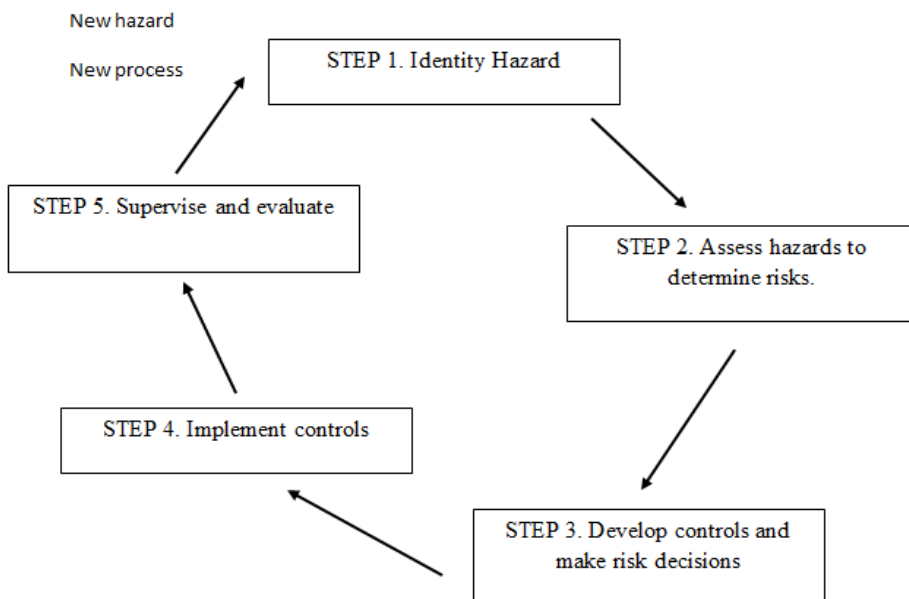 New hazard
New process
STEP 1. Identity Hazard
STEP 2. Assess hazards to
determine risks.
STEP 3. Develop controls and
make risk decisions
STEP 4. Implement controls
STEP 5. Supervise and evaluate